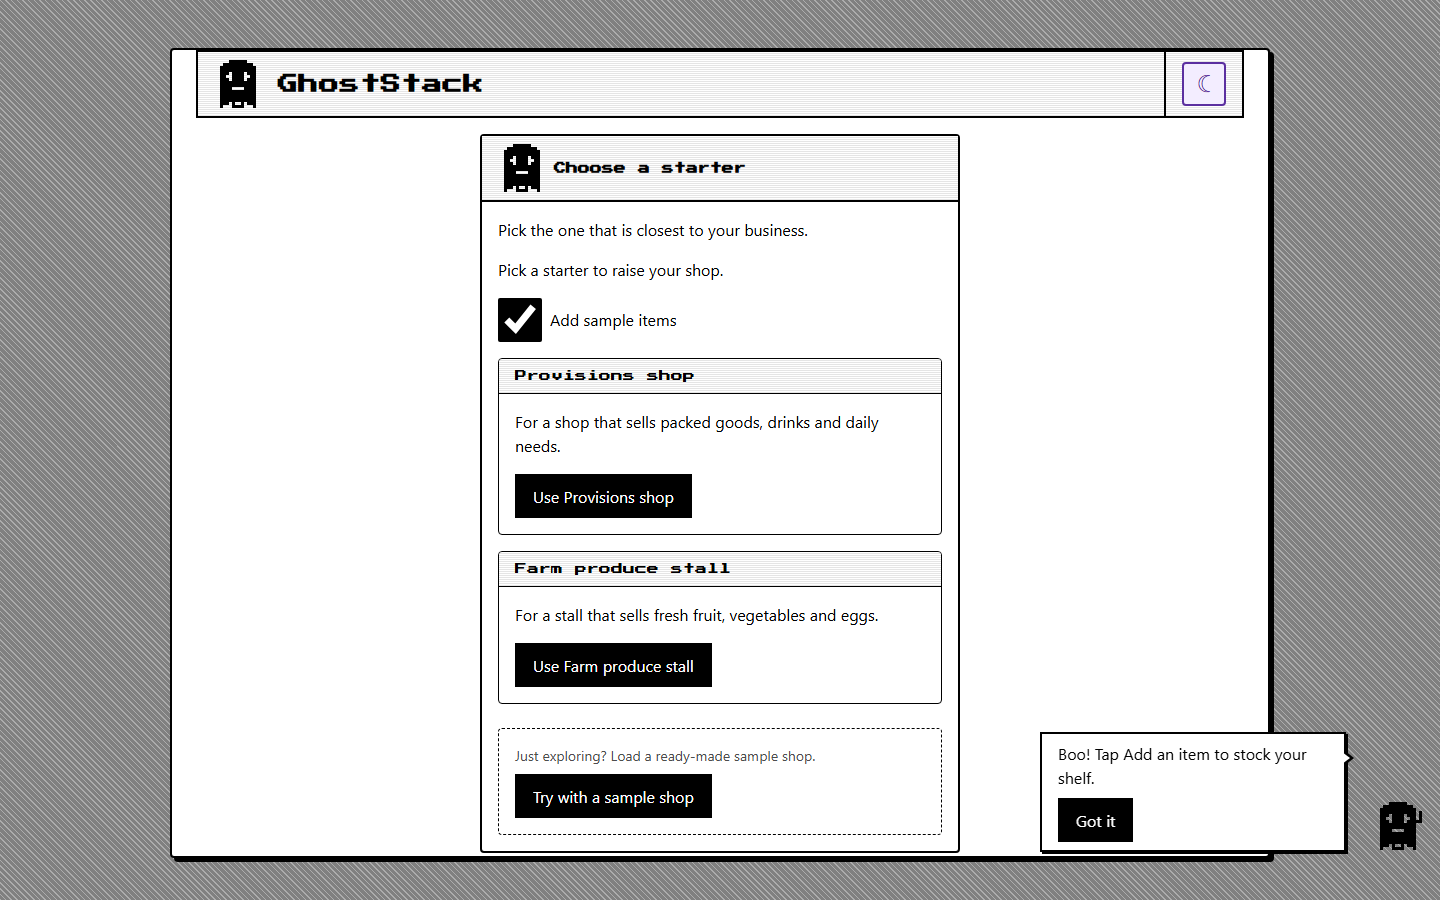 GhostStack
Choose a starter
Pick the one that is closest to your business.
Pick a starter to raise your shop.
Add sample items
Provisions shop
For a shop that sells packed goods, drinks and daily
needs.
Use Provisions shop
Farm produce stall
For a stall that sells fresh fruit, vegetables and eggs.
Use Farm produce stall
Just exploring? Load a ready-made sample shop.
Try with a sample shop
Boo! Tap Add an item to stock your
shelf.
Got it